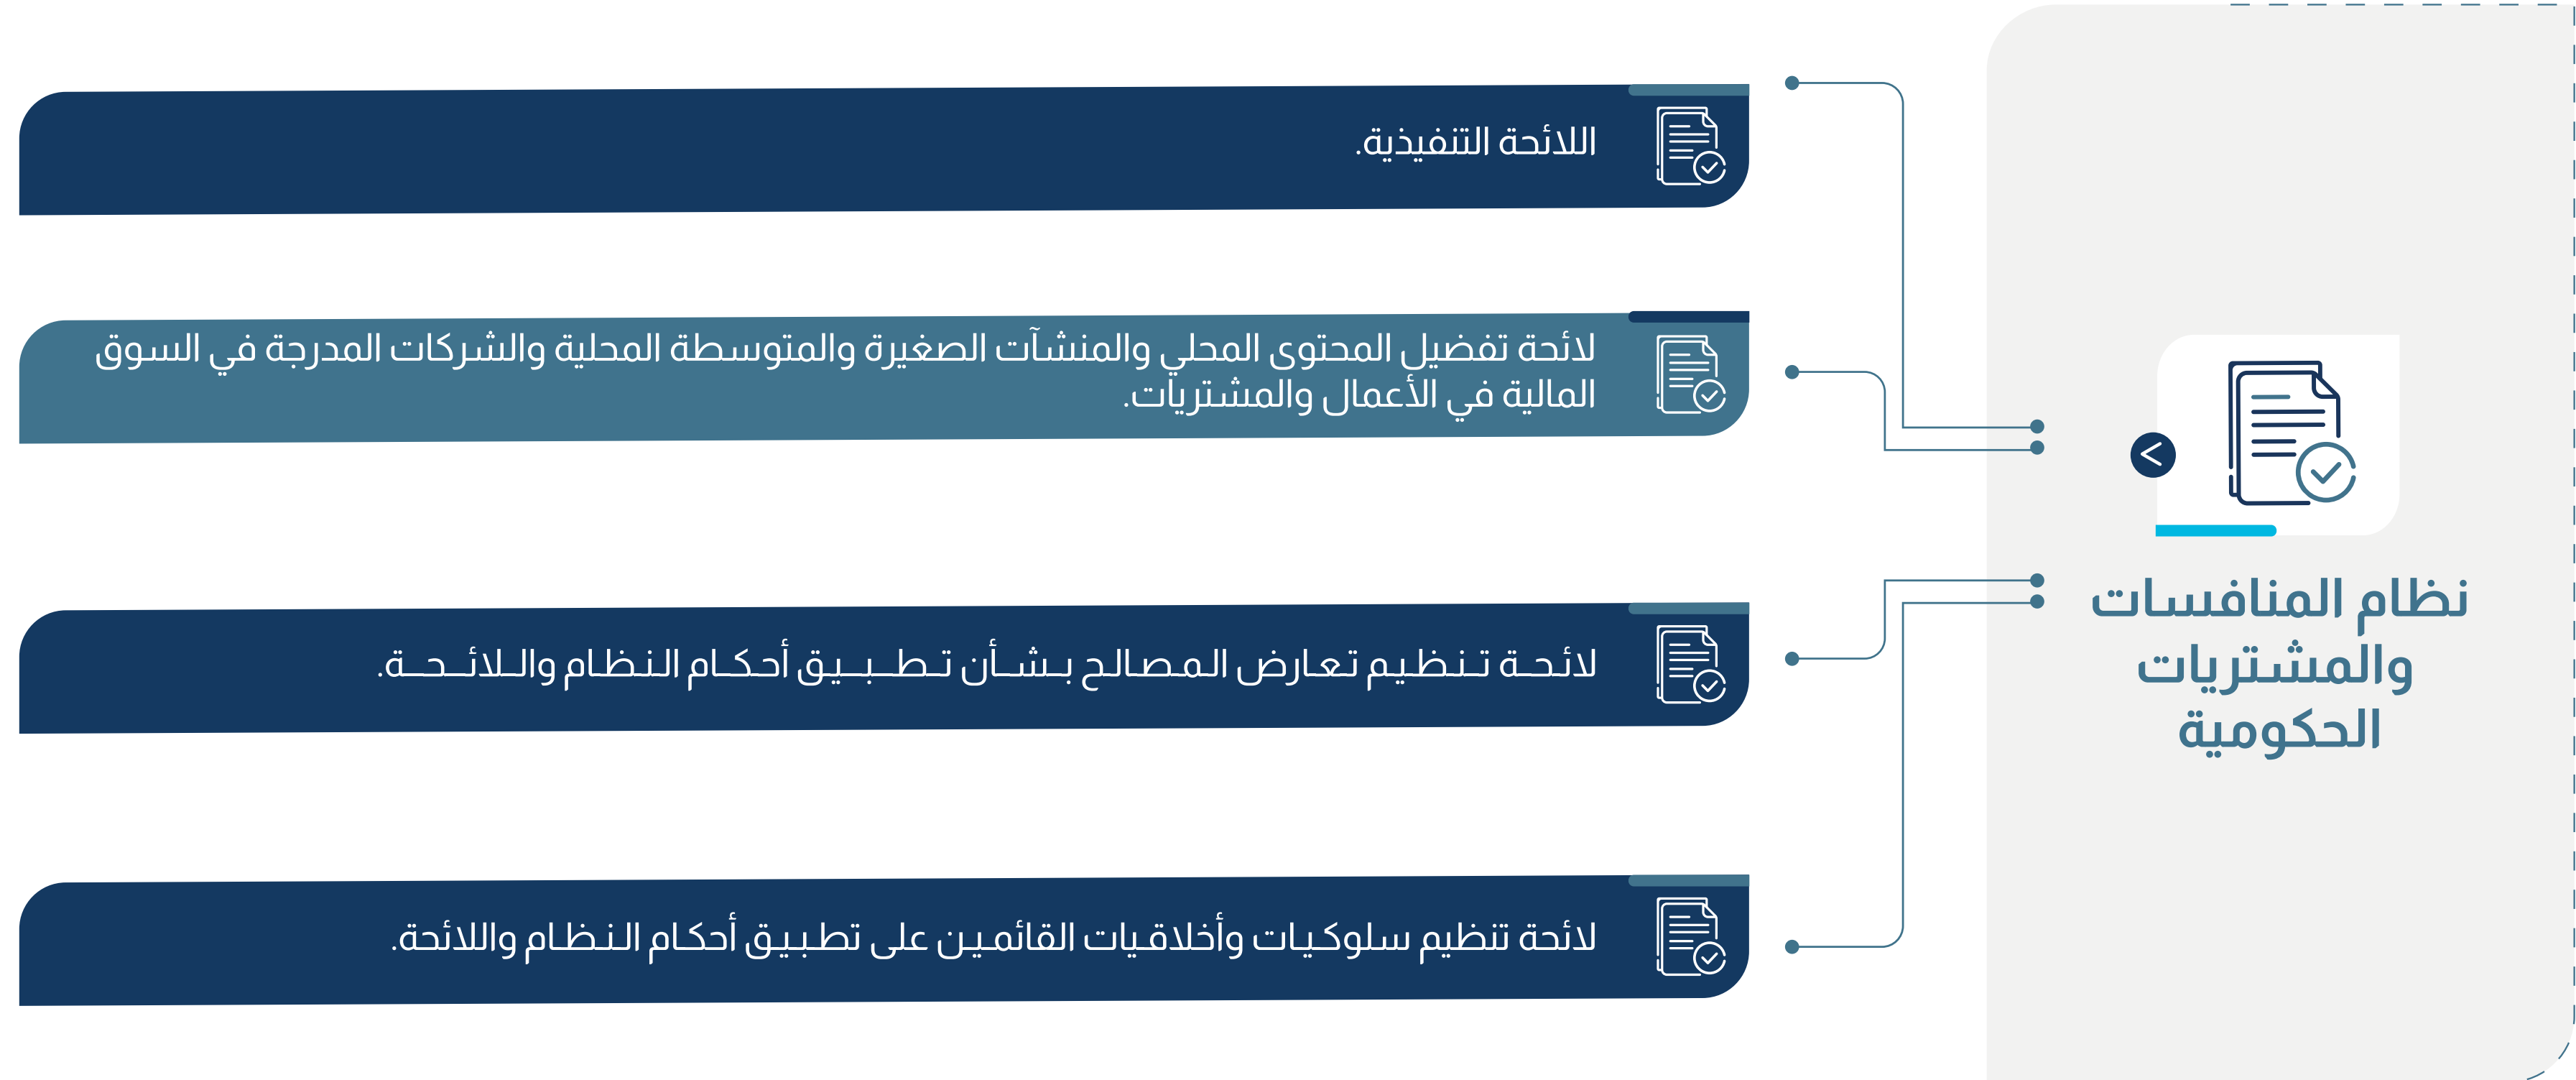 نظام المنافسات
والمشتريات
الحكومية
اللائحة التنفيذية.
لائحة تفضيل المحتوى المحلي والمنشآت الصغيرة والمتوسطة المحلية والشركات المدرجة في السوق
المالية في الأعمال والمشتريات.
لائحة تنظيم تعارض المصالح بشأن تطبيق أحكام النظام واللائحة.
لائحة تنظيم سلوكيات وأخلاقيات القائمين على تطبيق أحكام النظام واللائحة.